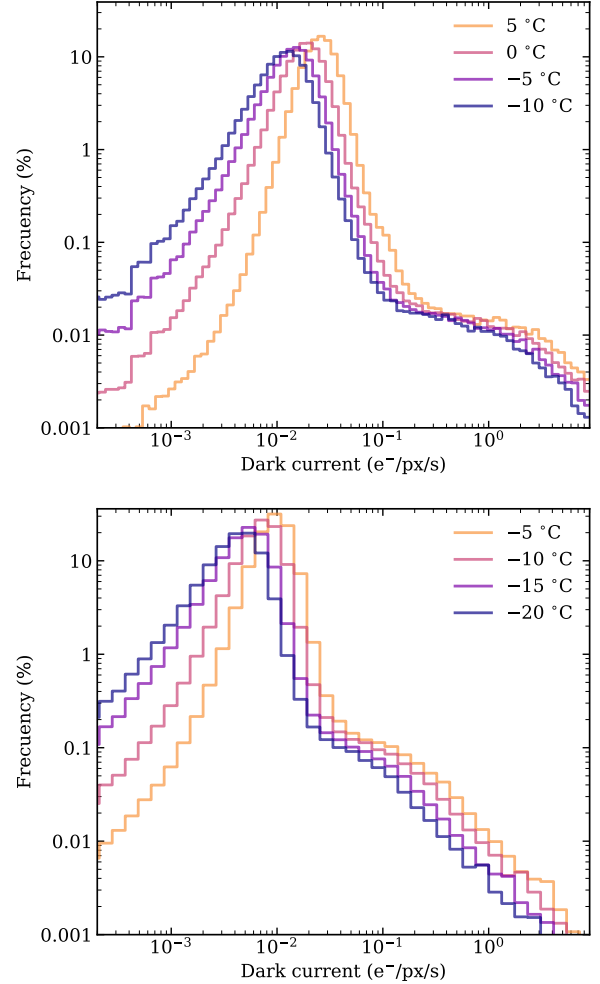 10
1
0.1
0.01
0.001
Frecuency (%)
5 °C
0 °C
−5 °C
−10 °C
10⁻³ 10⁻² 10⁻¹ 10⁰
Dark current (e⁻/px/s)
10
1
0.1
0.01
0.001
Frecuency (%)
−5 °C
−10 °C
−15 °C
−20 °C
10⁻³ 10⁻² 10⁻¹ 10⁰
Dark current (e⁻/px/s)